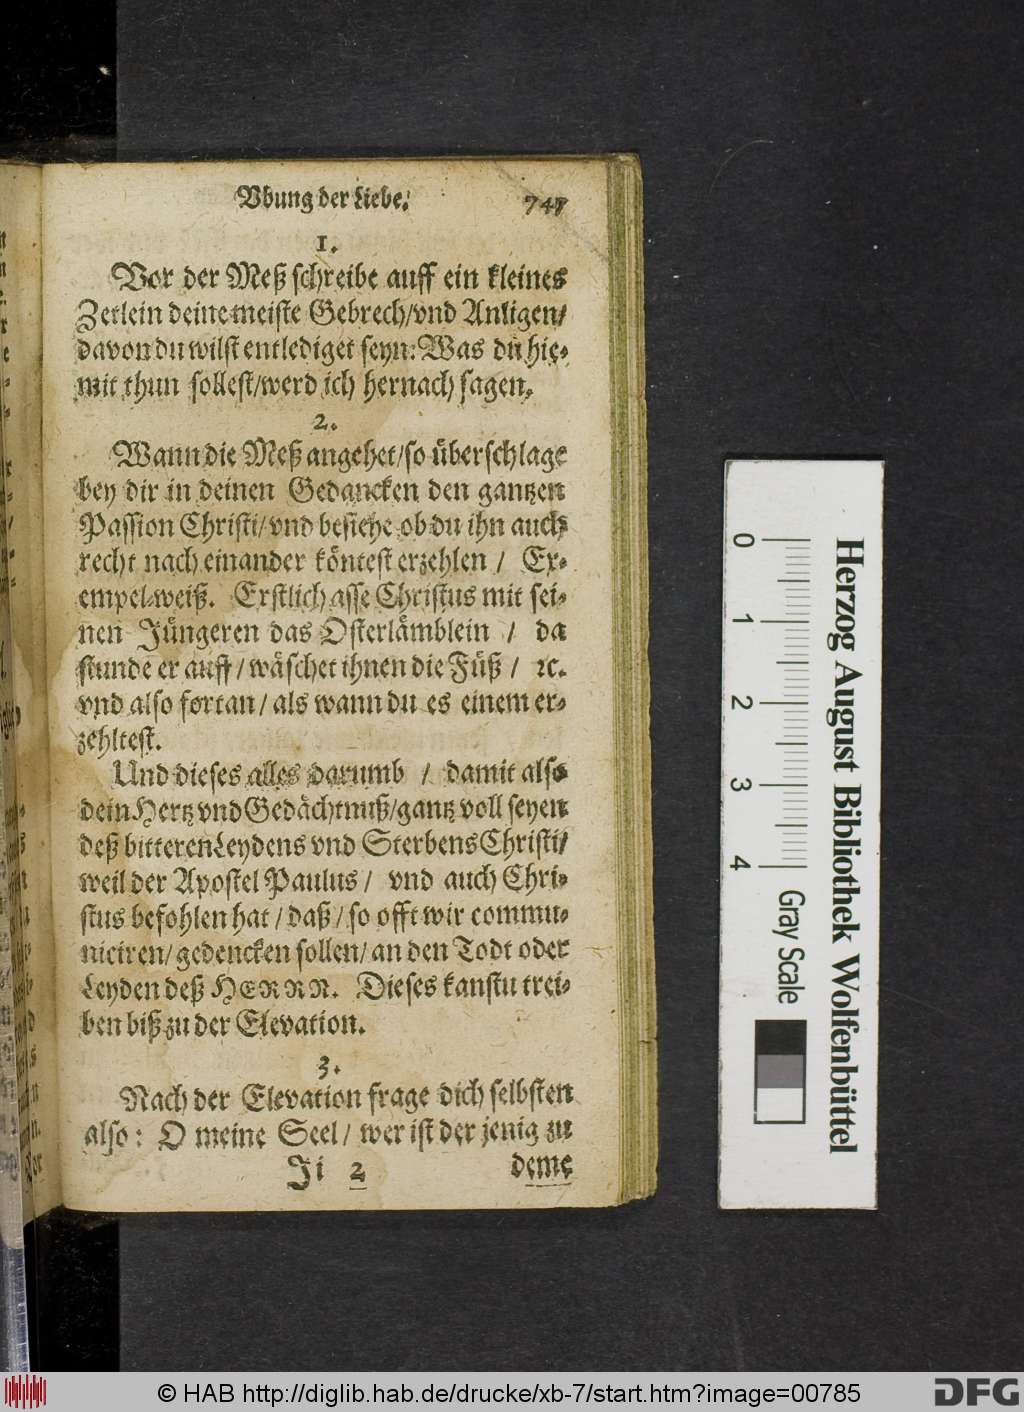 Vbung der Liebe. 747
1.
Vor der Meß schreibe auff ein kleines
Zetlein deine meiste Gebrech/vnd Anligen/
davon du wilst entlediget seyn: Was du hie-
mit thun sollest/werd ich hernach sagen.
2.
Wann die Meß angehet/so überschlage
bey dir in deinen Gedancken den gantzen
Passion Christi/vnd besiehe ob du ihn auch
recht nach einander köntest erzehlen / Ex-
empel-weiß. Erstlich asse Christus mit sei-
nen Jüngeren das Osterlämblein / da
stunde er auff / wäschet ihnen die Füß / ꝛc.
vnd also fortan / als wann du es einem er-
zehltest.
Und dieses alles darumb / damit also
dein Hertz vnd Gedächtnuß/gantz voll seyen
deß bitteren Leydens vnd Sterbens Christi/
weil der Apostel Paulus / vnd auch Chri-
stus befohlen hat / daß / so offt wir commu-
niciren/ gedencken sollen/ an den Todt oder
Leyden deß HERRN. Dieses kanstu trei-
ben biß zu der Elevation.
3.
Nach der Elevation frage dich selbsten
also: O meine Seel / wer ist der jenig zu
Ji 2 deme
0 1 2 3 4
Gray Scale
Herzog August Bibliothek Wolfenbüttel
© HAB http://diglib.hab.de/drucke/xb-7/start.htm?image=00785
DFG